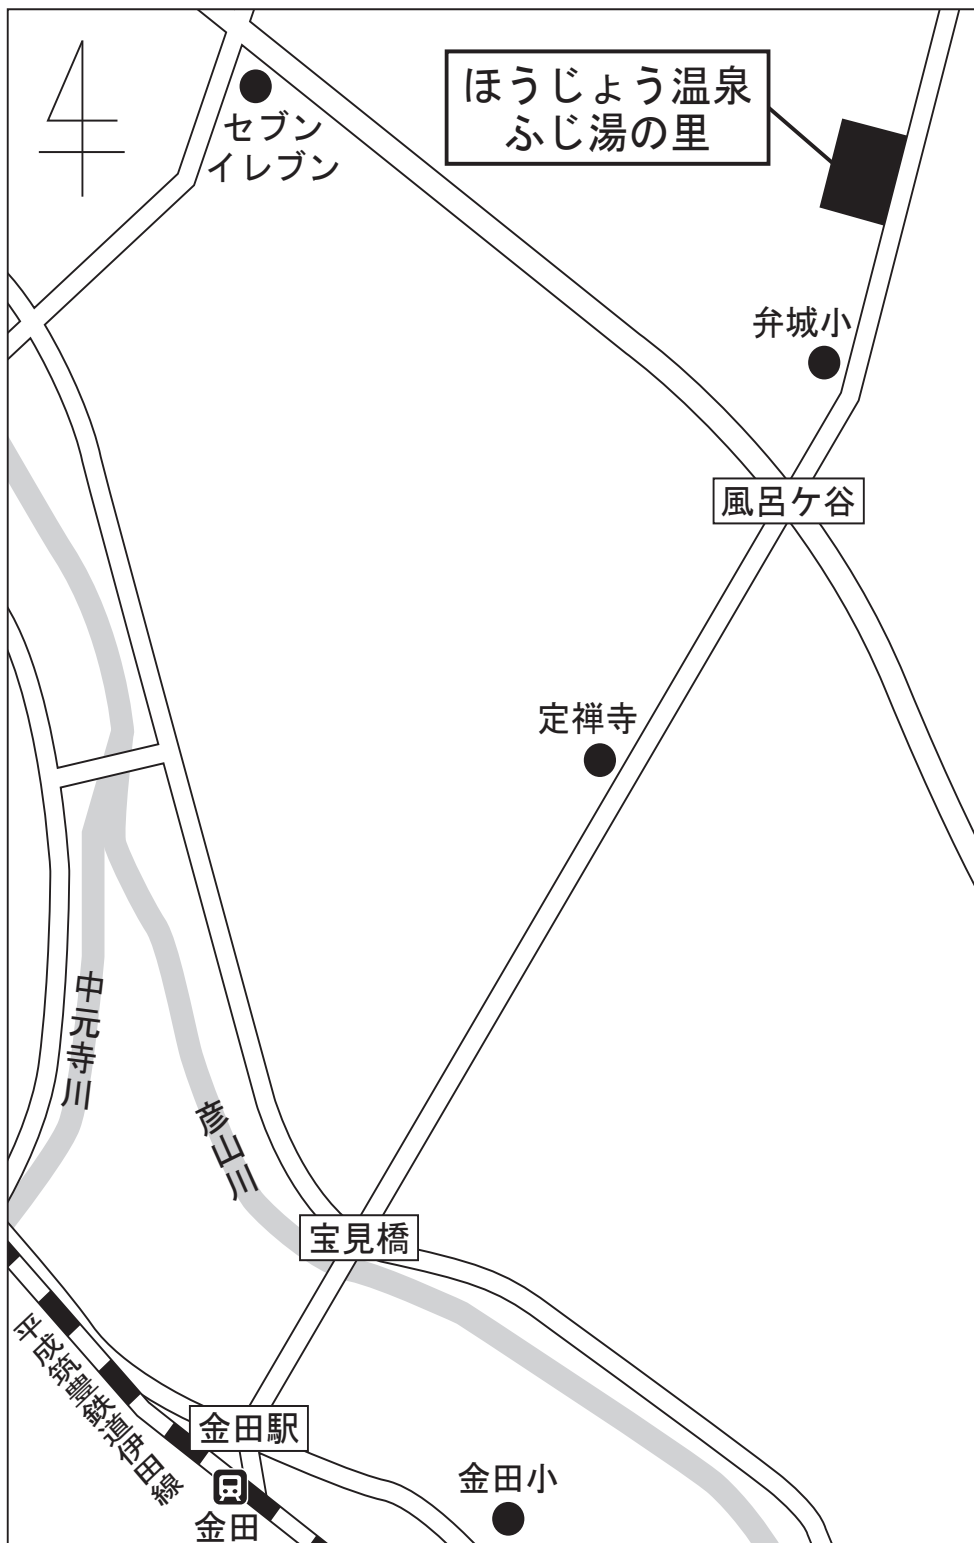 ほうじょう温泉
ふじ湯の里
セブン
イレブン
弁城小
風呂ケ谷
定禅寺
中元寺川
彦山川
宝見橋
平成筑豊鉄道伊田線
金田駅
金田小
金田